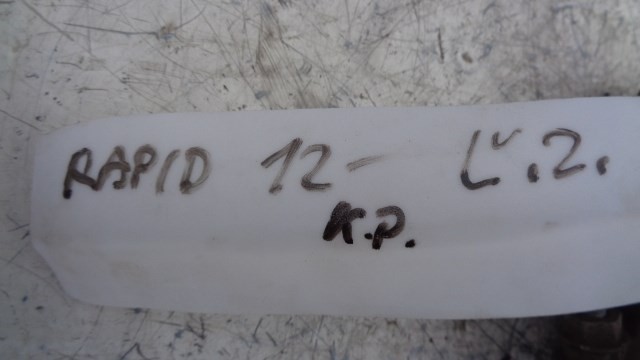 RAPID 12- Ľ.Z.
K.P.